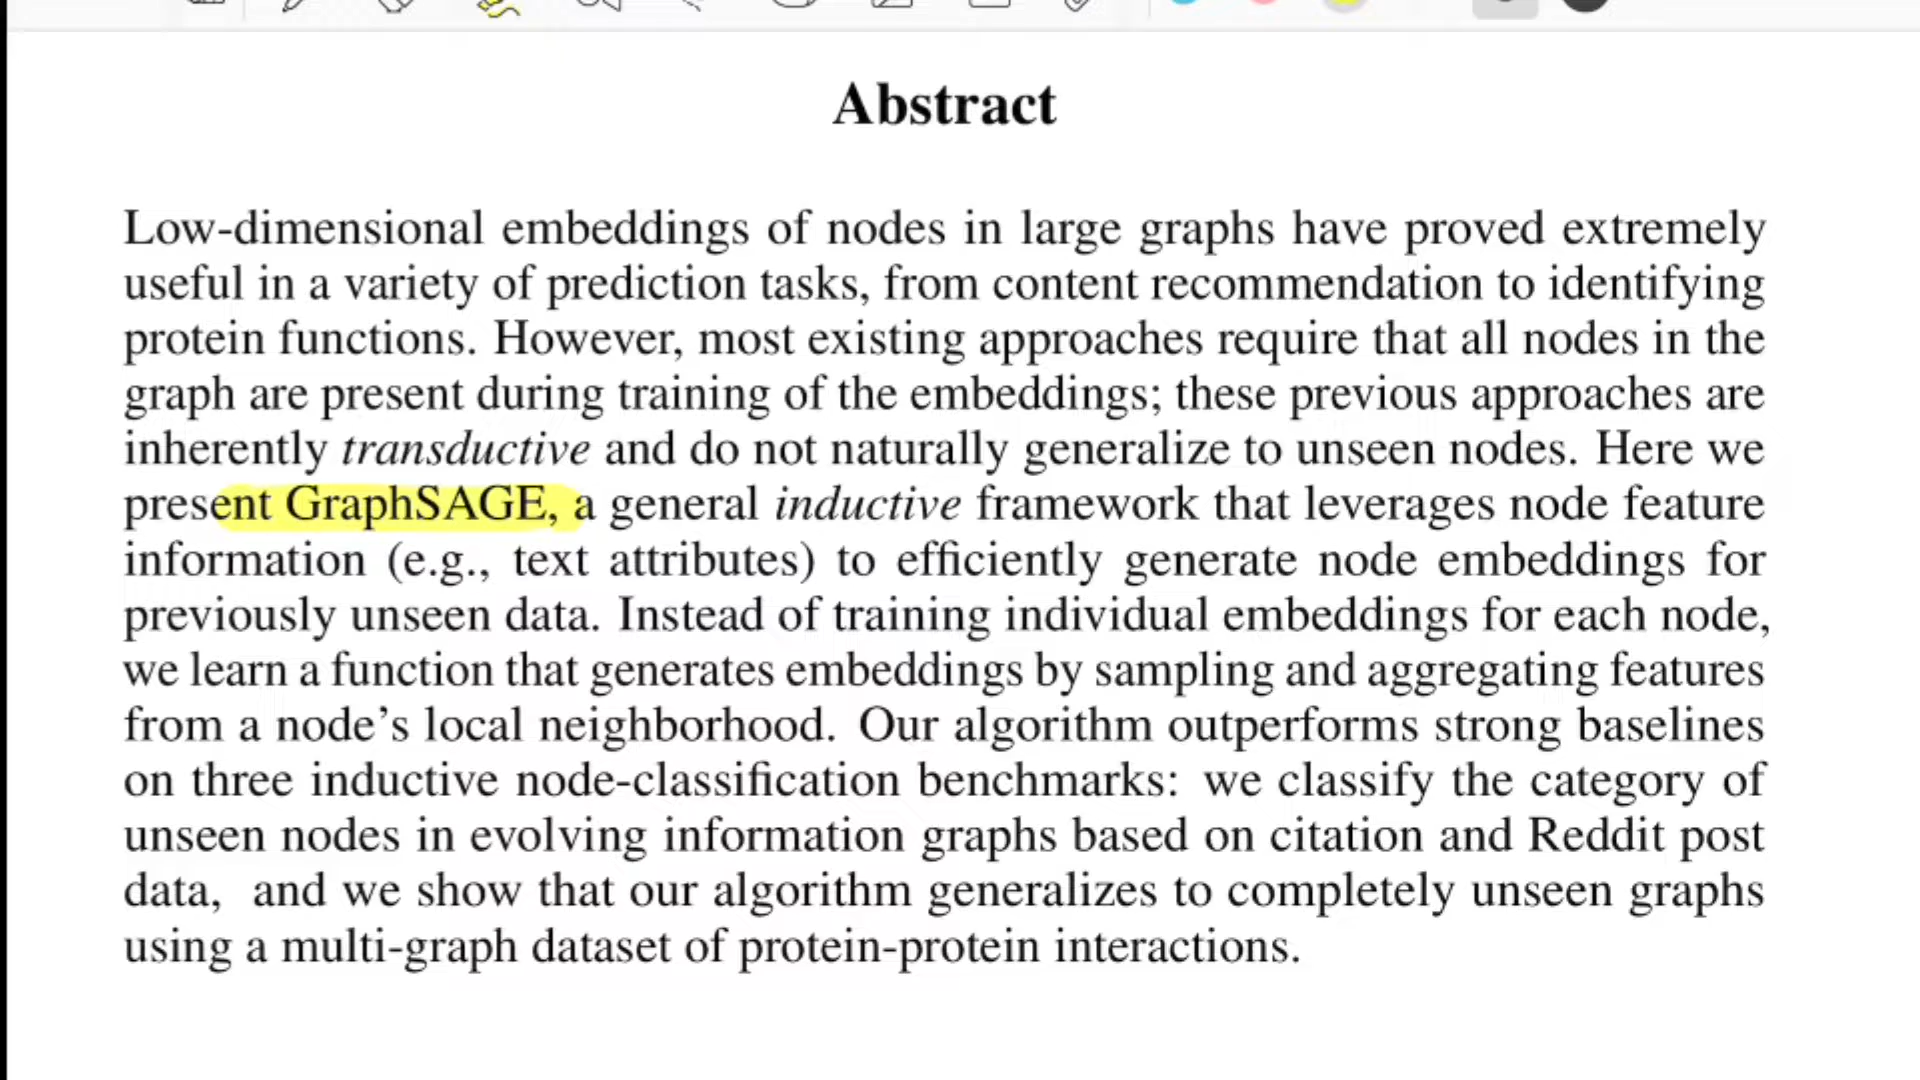 Abstract
Low-dimensional embeddings of nodes in large graphs have proved extremely
useful in a variety of prediction tasks, from content recommendation to identifying
protein functions. However, most existing approaches require that all nodes in the
graph are present during training of the embeddings; these previous approaches are
inherently transductive and do not naturally generalize to unseen nodes. Here we
present GraphSAGE, a general inductive framework that leverages node feature
information (e.g., text attributes) to efficiently generate node embeddings for
previously unseen data. Instead of training individual embeddings for each node,
we learn a function that generates embeddings by sampling and aggregating features
from a node’s local neighborhood. Our algorithm outperforms strong baselines
on three inductive node-classification benchmarks: we classify the category of
unseen nodes in evolving information graphs based on citation and Reddit post
data, and we show that our algorithm generalizes to completely unseen graphs
using a multi-graph dataset of protein-protein interactions.